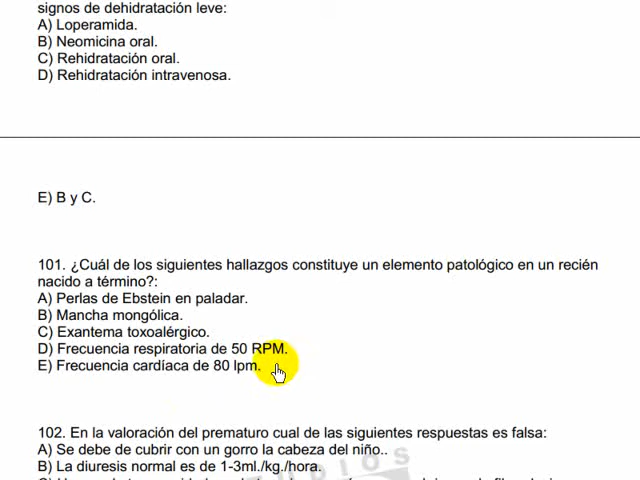 signos de dehidratación leve:
A) Loperamida.
B) Neomicina oral.
C) Rehidratación oral.
D) Rehidratación intravenosa.
E) B y C.
101. ¿Cuál de los siguientes hallazgos constituye un elemento patológico en un recién
nacido a término?:
A) Perlas de Ebstein en paladar.
B) Mancha mongólica.
C) Exantema toxoalérgico.
D) Frecuencia respiratoria de 50 RPM.
E) Frecuencia cardíaca de 80 lpm.
102. En la valoración del prematuro cual de las siguientes respuestas es falsa:
A) Se debe de cubrir con un gorro la cabeza del niño..
B) La diuresis normal es de 1-3ml./kg./hora.